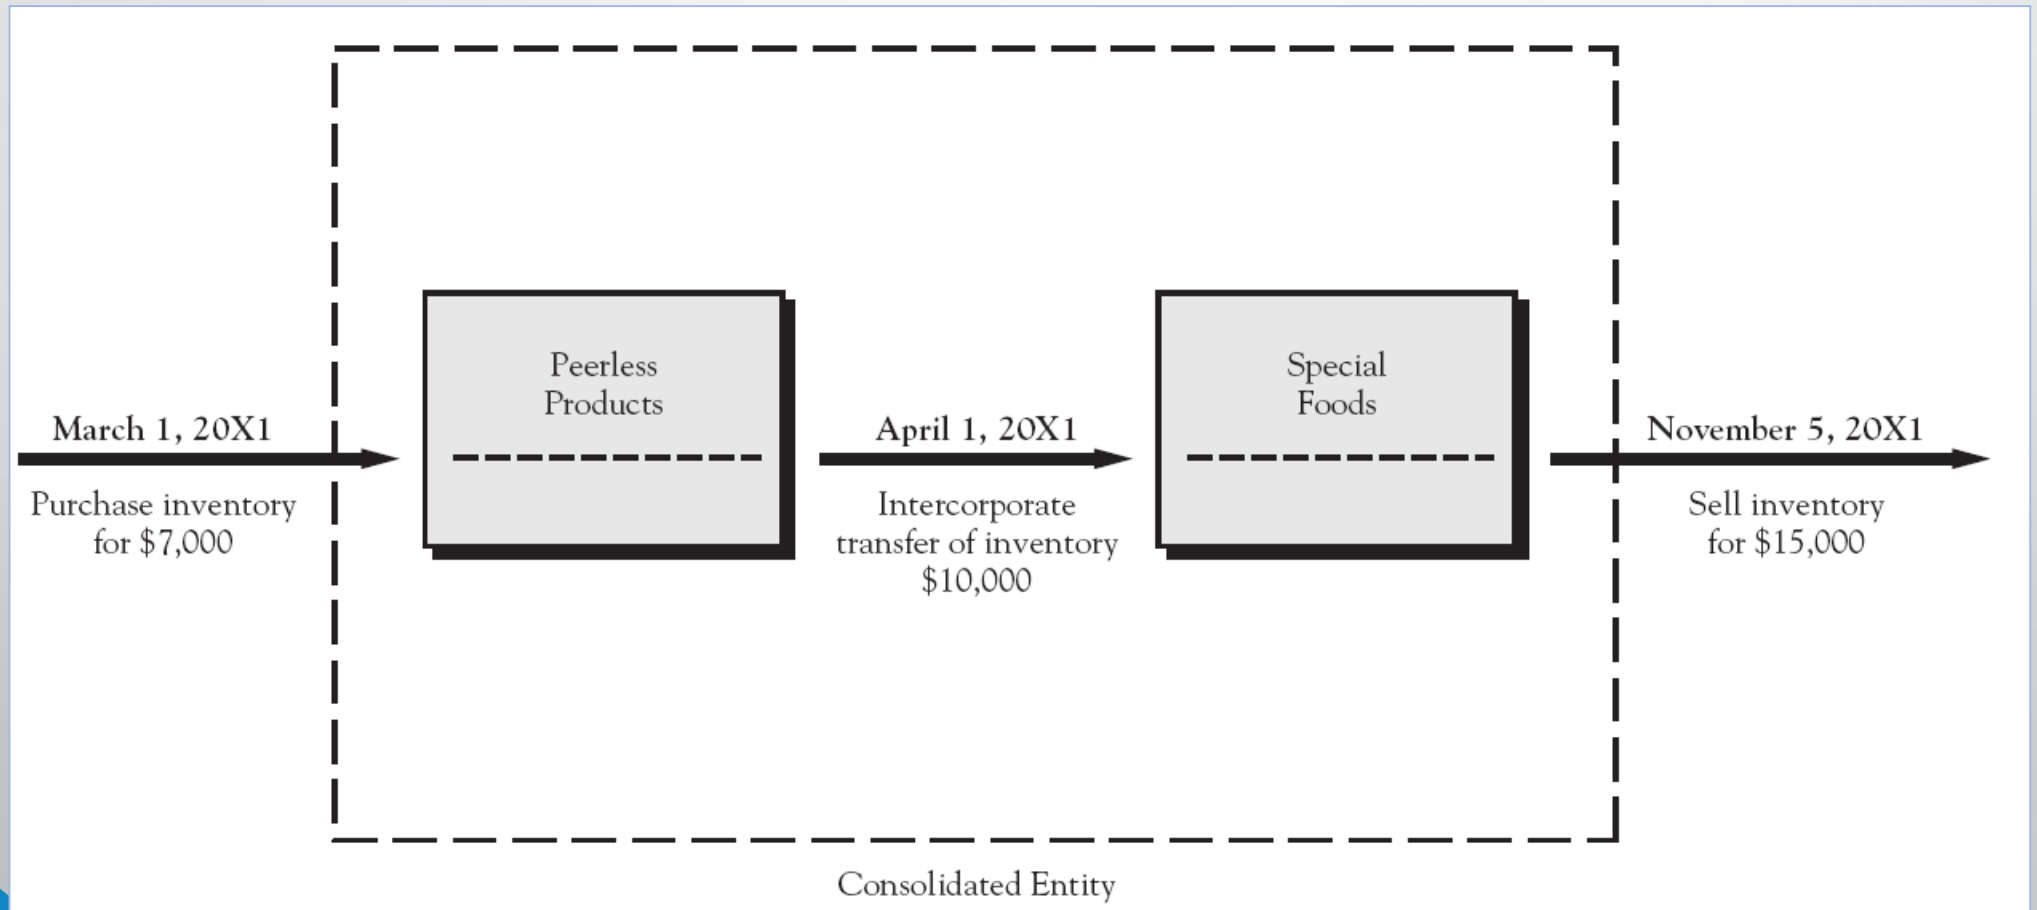 Peerless
Products
Special
Foods
March 1, 20X1
April 1, 20X1
November 5, 20X1
Purchase inventory
for $7,000
Intercorporate
transfer of inventory
$10,000
Sell inventory
for $15,000
Consolidated Entity